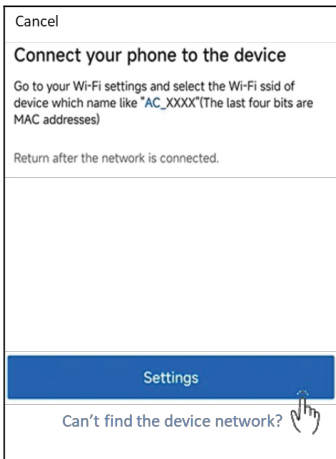 Cancel
Connect your phone to the device
Go to your Wi-Fi settings and select the Wi-Fi ssid of
device which name like "AC_XXXX"(The last four bits are
MAC addresses)
Return after the network is connected.
Settings
Can't find the device network?